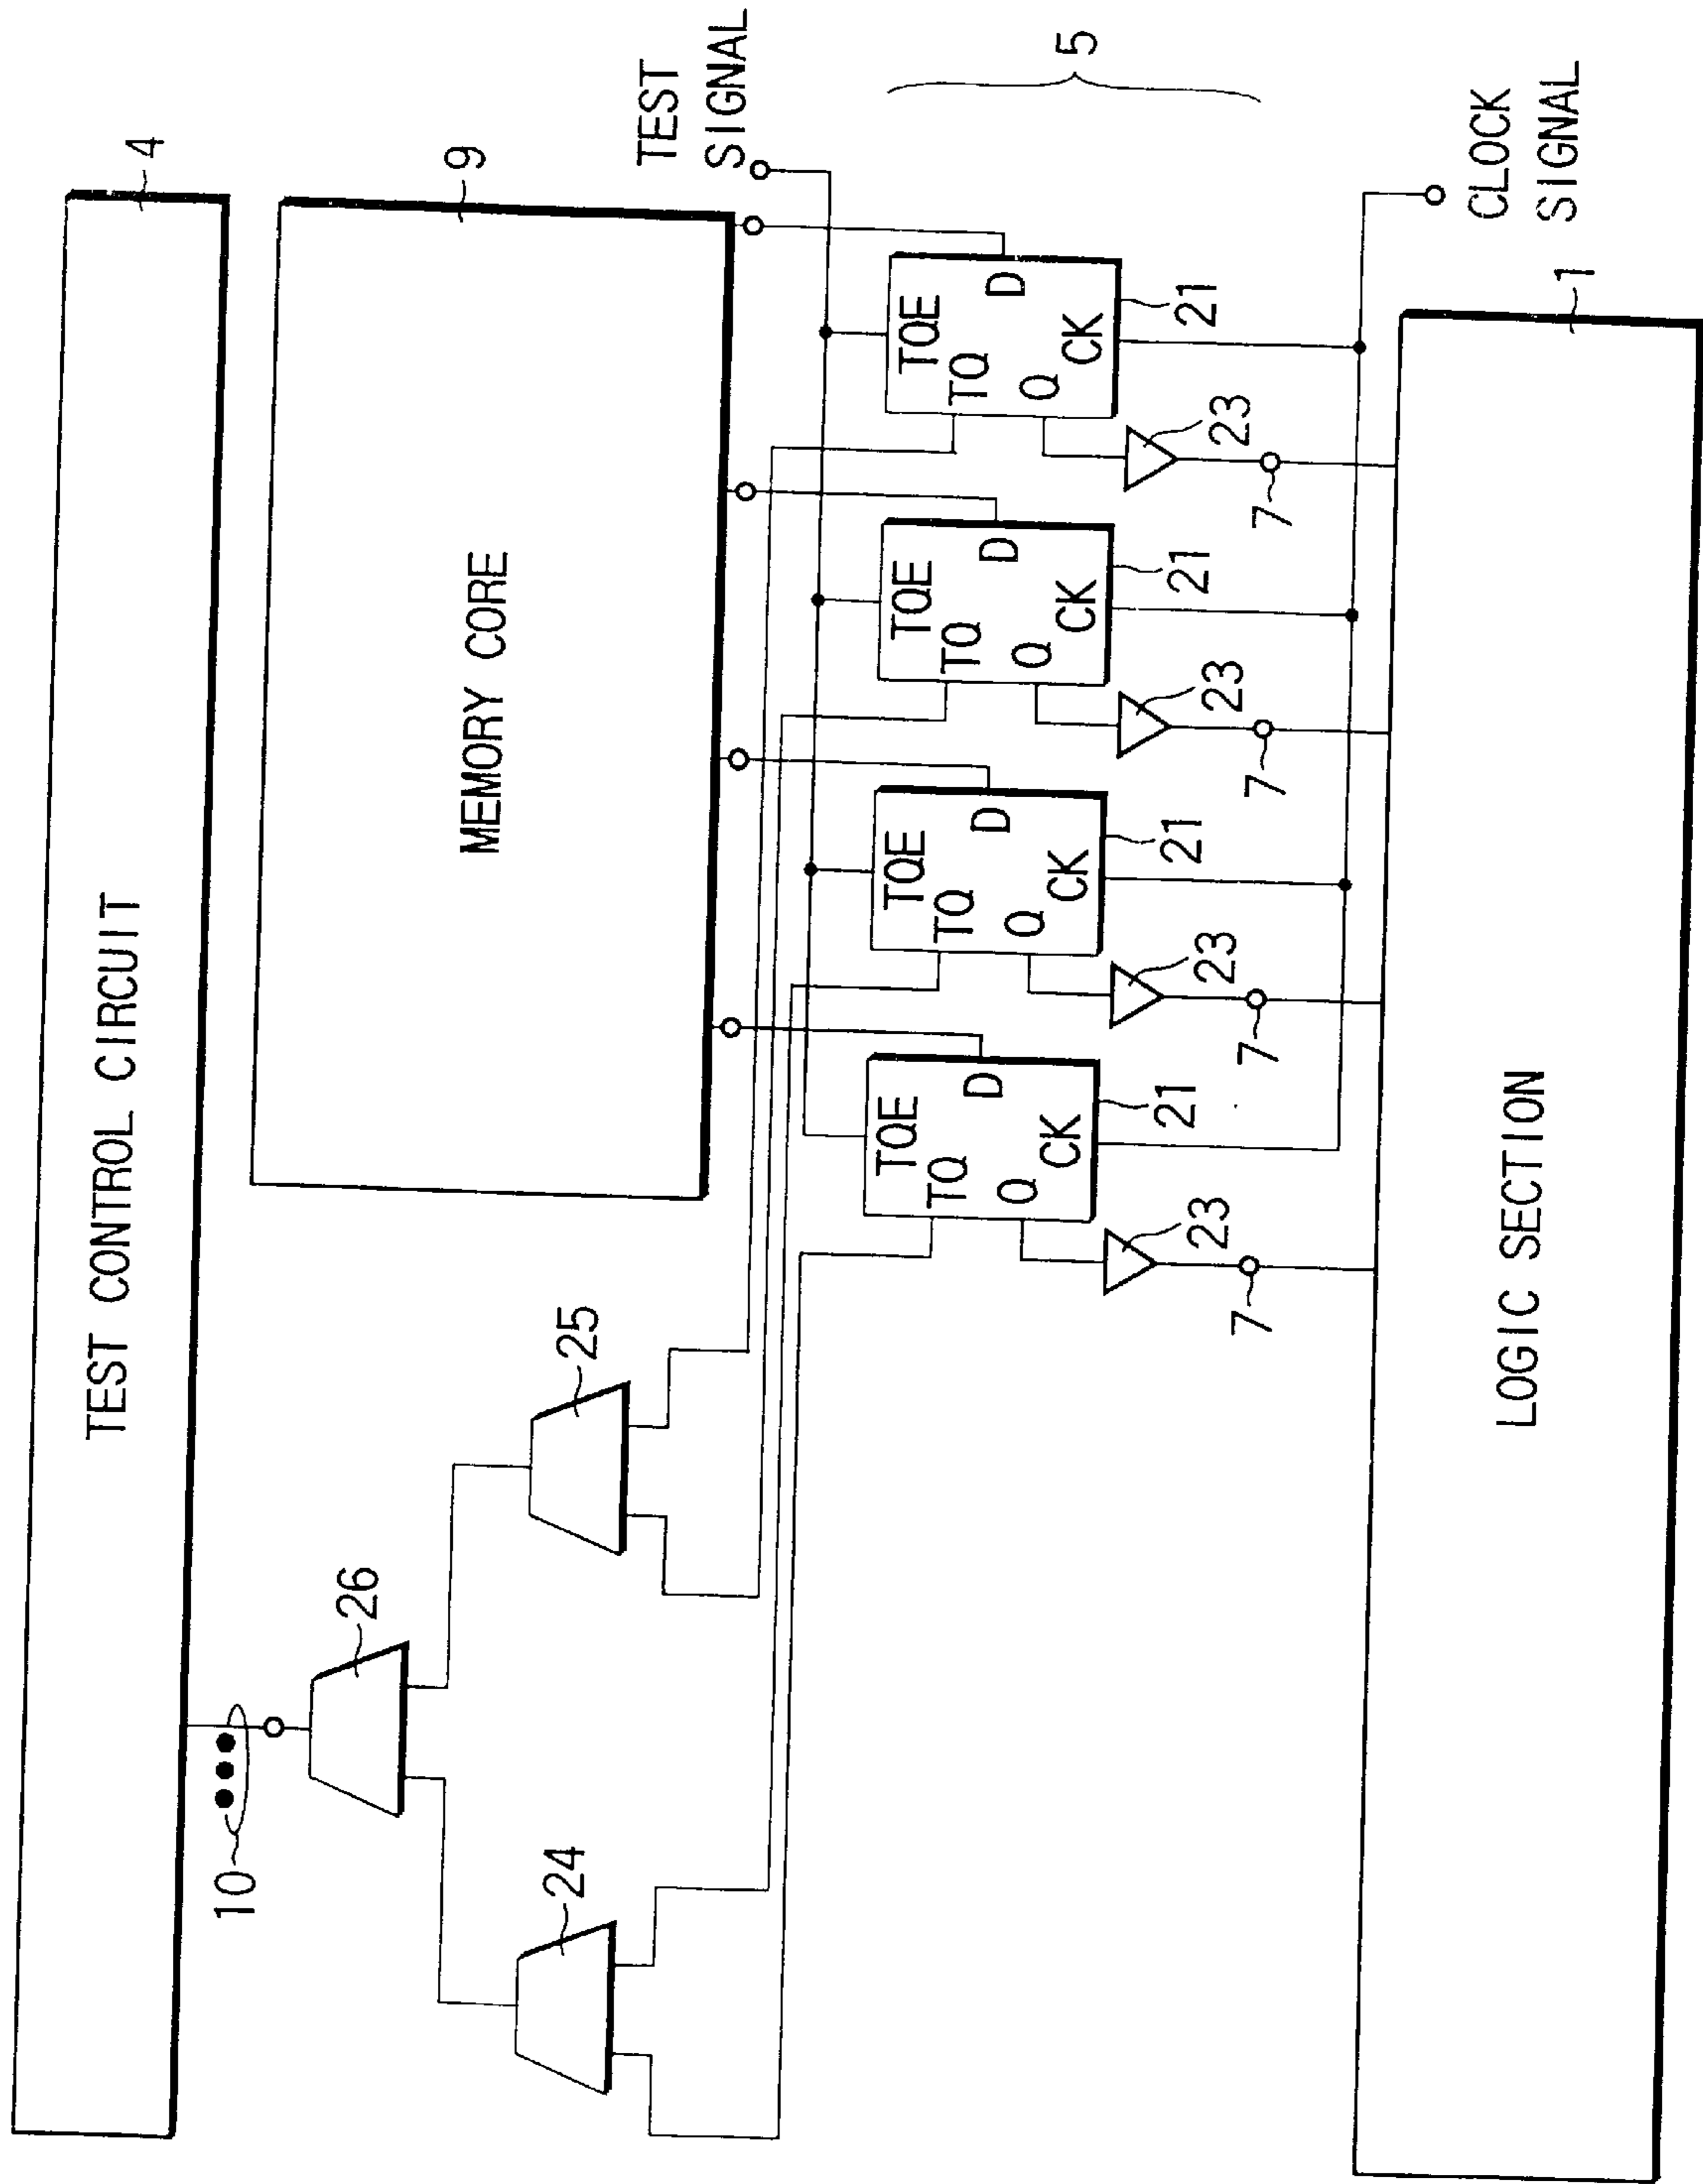 TEST CONTROL CIRCUIT
4
10
26
24
25
MEMORY CORE
9
TEST
SIGNAL
5
TQE
TQ
D
Q
CK
21
23
7
TQE
TQ
D
Q
CK
21
23
7
TQE
TQ
D
Q
CK
21
23
7
TQE
TQ
D
Q
CK
21
23
7
CLOCK
SIGNAL
LOGIC SECTION
1